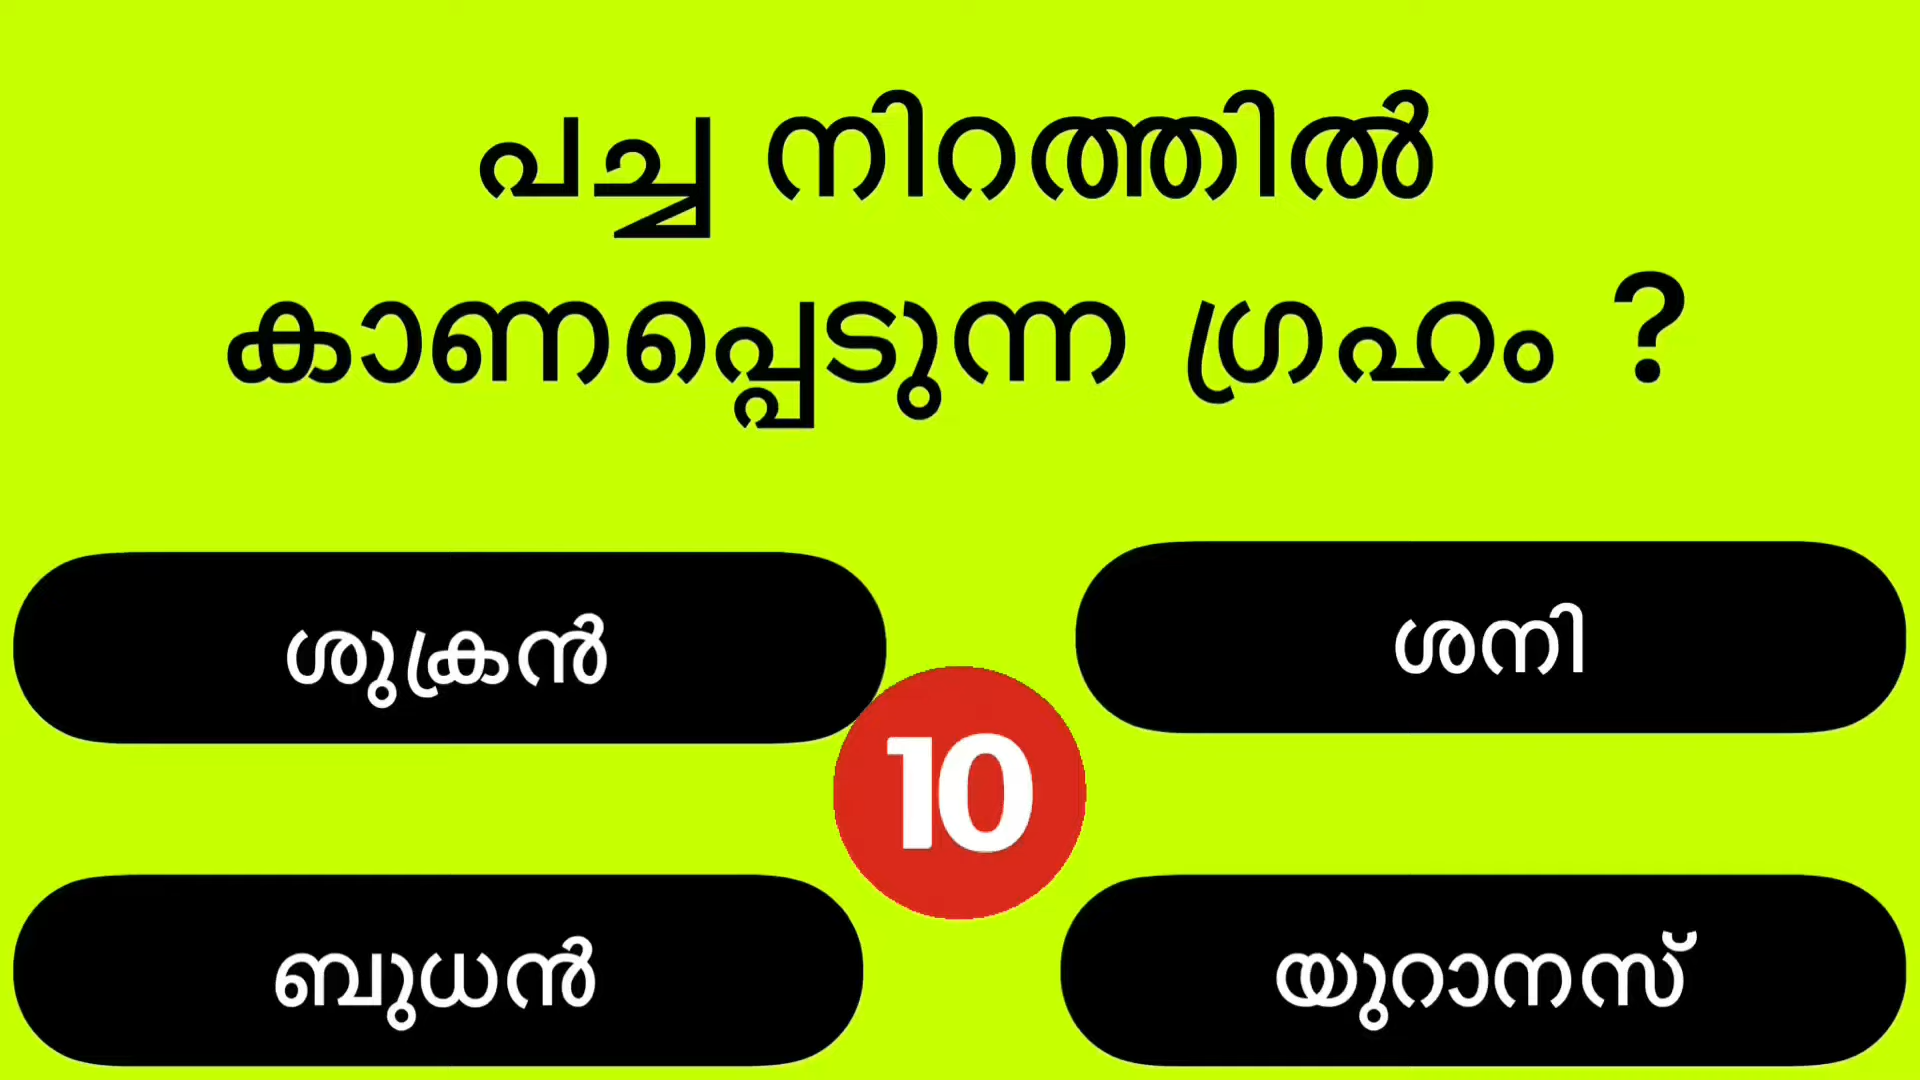 പച്ച നിറത്തിൽ
കാണപ്പെടുന്ന ഗ്രഹം ?
ശുക്രൻ
ശനി
10
ബുധൻ
യുറാനസ്